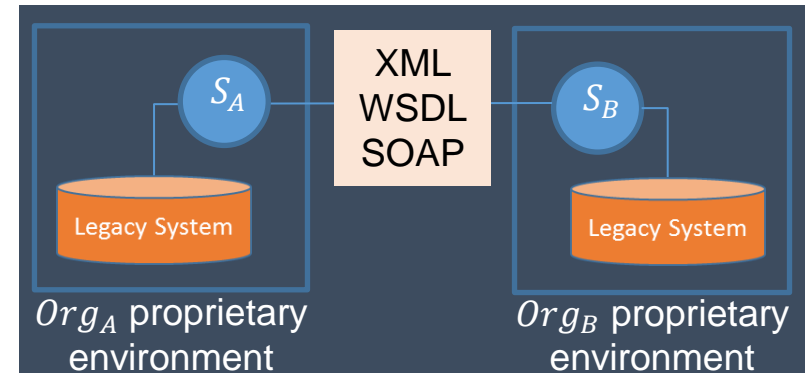 S_A
XML
WSDL
SOAP
S_B
Legacy System
Legacy System
Org_A proprietary
environment
Org_B proprietary
environment